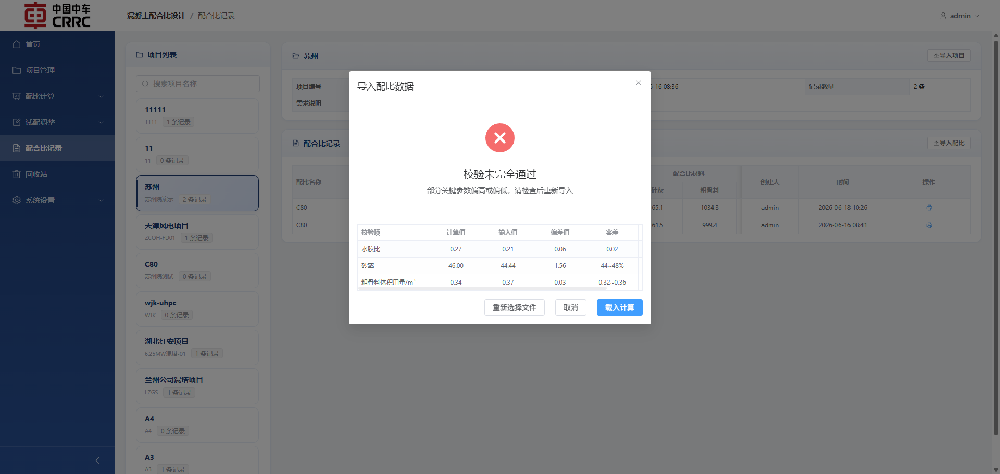 中国中车
CRRC
混凝土配合比设计 / 配合比记录
admin
首页
项目管理
配比计算
试配调整
配合比记录
回收站
系统设置
项目列表
搜索项目名称...
11111
1111 1 条记录
11
11 0 条记录
苏州
苏州院演示 2 条记录
天津风电项目
ZCQH-FD01 1 条记录
C80
苏州院测试 0 条记录
wjk-uhpc
WJK 0 条记录
湖北红安项目
6.25MW混塔-01 1 条记录
兰州公司混塔项目
LZGS 1 条记录
A4
A4 0 条记录
A3
A3 1 条记录
苏州
导入项目
项目编号 -16 08:36 记录数量 2 条
需求说明
配合比记录
导入配比
配比名称 配合比材料 创建人 时间 操作
硅灰 粗骨料
C80 65.1 1034.3 admin 2026-06-18 10:26
C80 61.5 999.4 admin 2026-06-16 08:41
导入配比数据
校验未完全通过
部分关键参数偏高或偏低，请检查后重新导入
校验项 计算值 输入值 偏差值 容差
水胶比 0.27 0.21 0.06 0.02
砂率 46.00 44.44 1.56 44~48%
粗骨料体积用量/m³ 0.34 0.37 0.03 0.32~0.36
重新选择文件 取消 载入计算